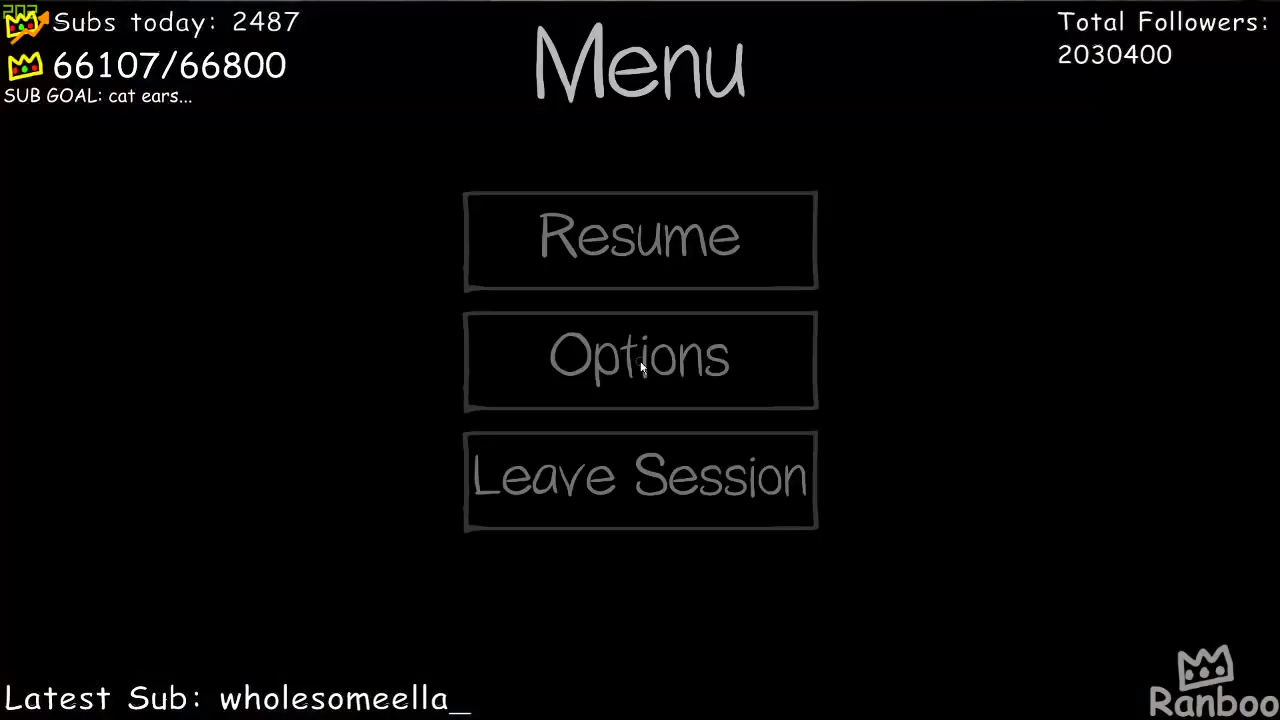 Subs today: 2487
66107/66800
SUB GOAL: cat ears...
Menu
Total Followers:
2030400
Resume
Options
Leave Session
Latest Sub: wholesomeella_
Ranboo